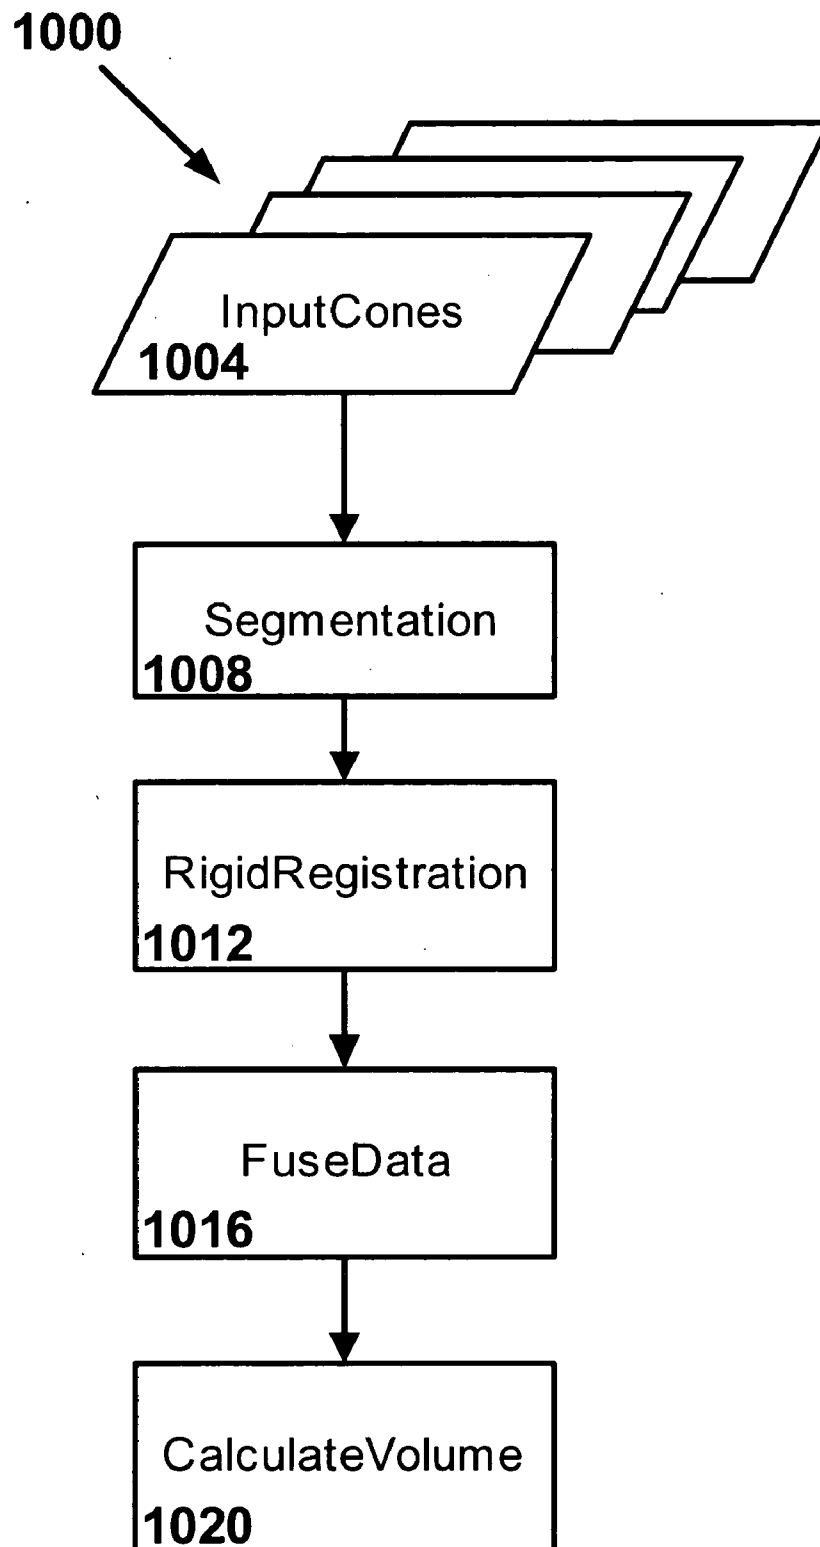 1000
InputCones
1004
Segmentation
1008
RigidRegistration
1012
FuseData
1016
CalculateVolume
1020